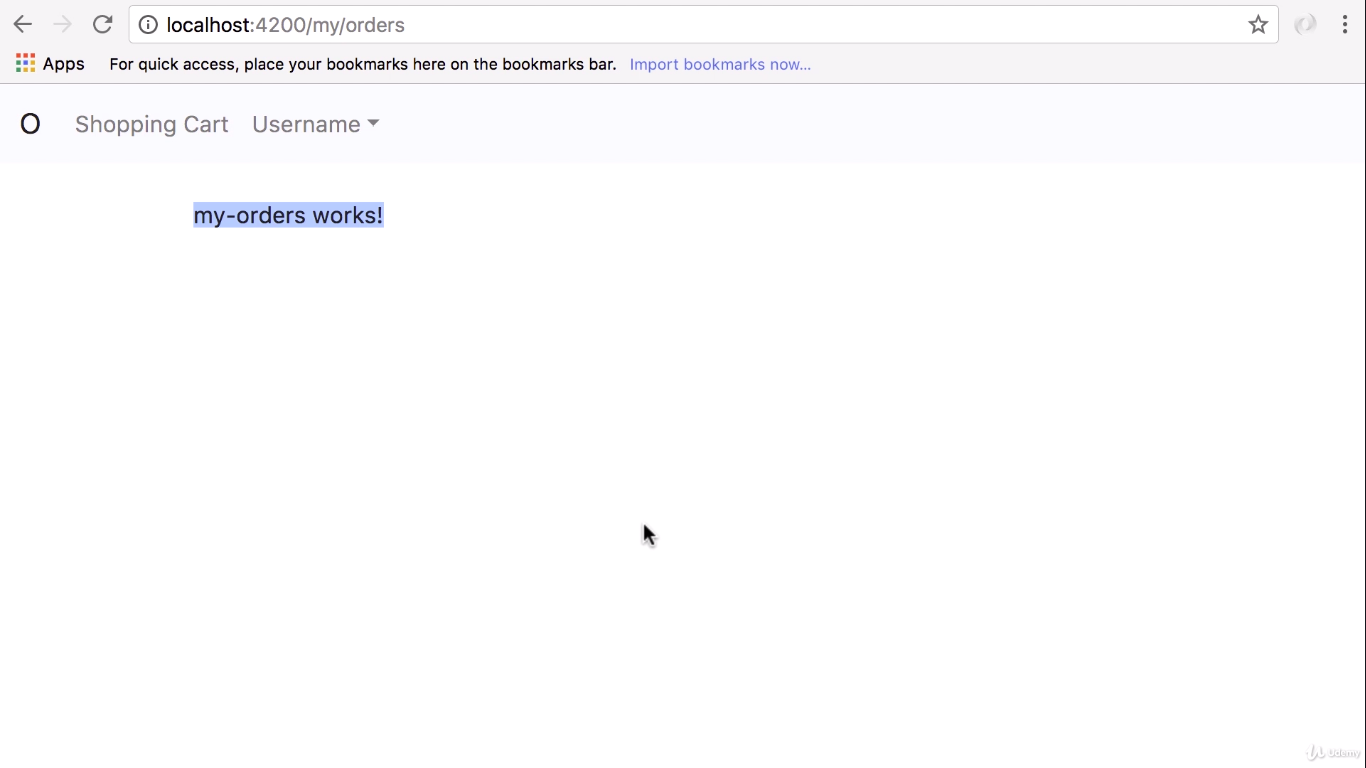 localhost:4200/my/orders
Apps For quick access, place your bookmarks here on the bookmarks bar. Import bookmarks now...
O Shopping Cart Username
my-orders works!
Udemy